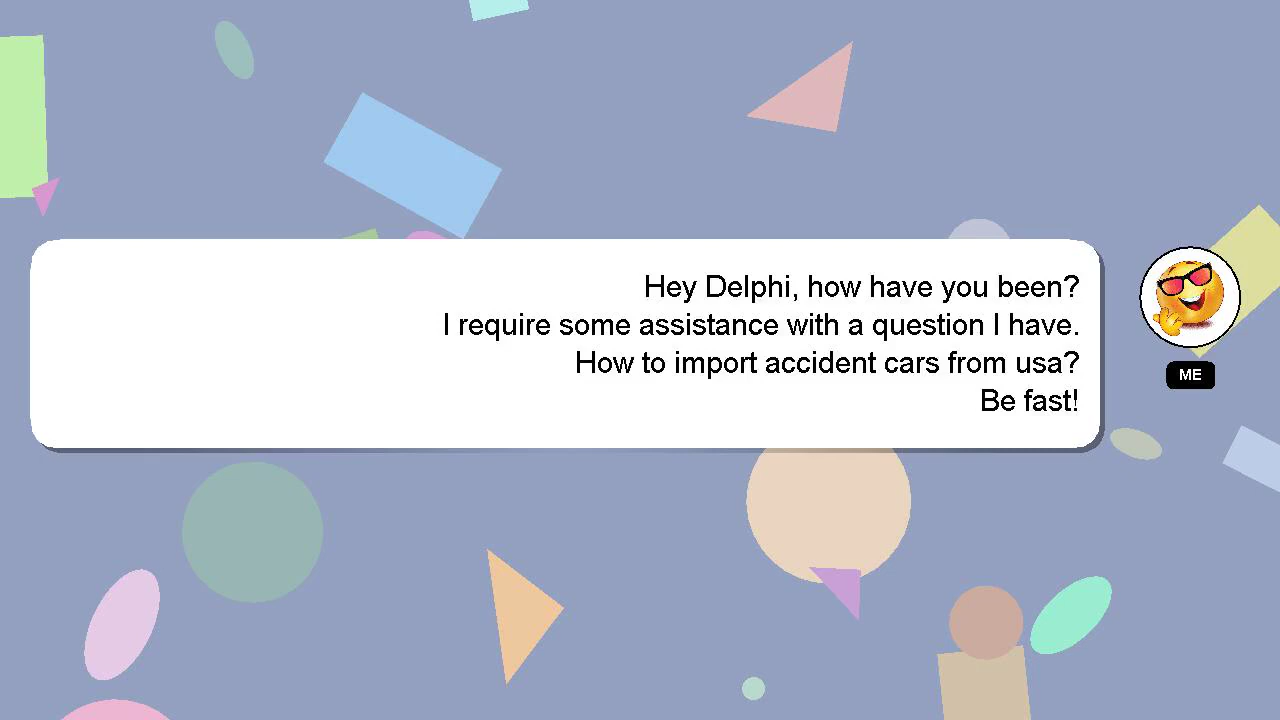 Hey Delphi, how have you been?
I require some assistance with a question I have.
How to import accident cars from usa?
Be fast!
ME